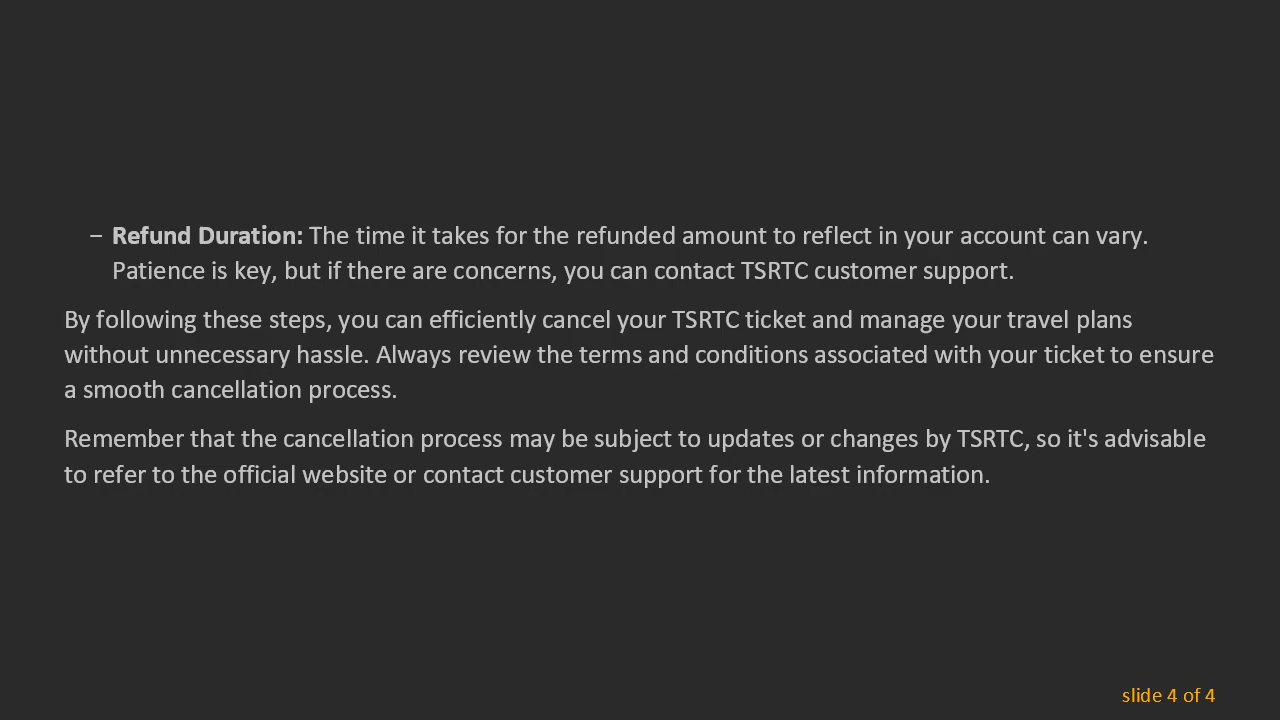 – Refund Duration: The time it takes for the refunded amount to reflect in your account can vary.
Patience is key, but if there are concerns, you can contact TSRTC customer support.
By following these steps, you can efficiently cancel your TSRTC ticket and manage your travel plans
without unnecessary hassle. Always review the terms and conditions associated with your ticket to ensure
a smooth cancellation process.
Remember that the cancellation process may be subject to updates or changes by TSRTC, so it's advisable
to refer to the official website or contact customer support for the latest information.
slide 4 of 4